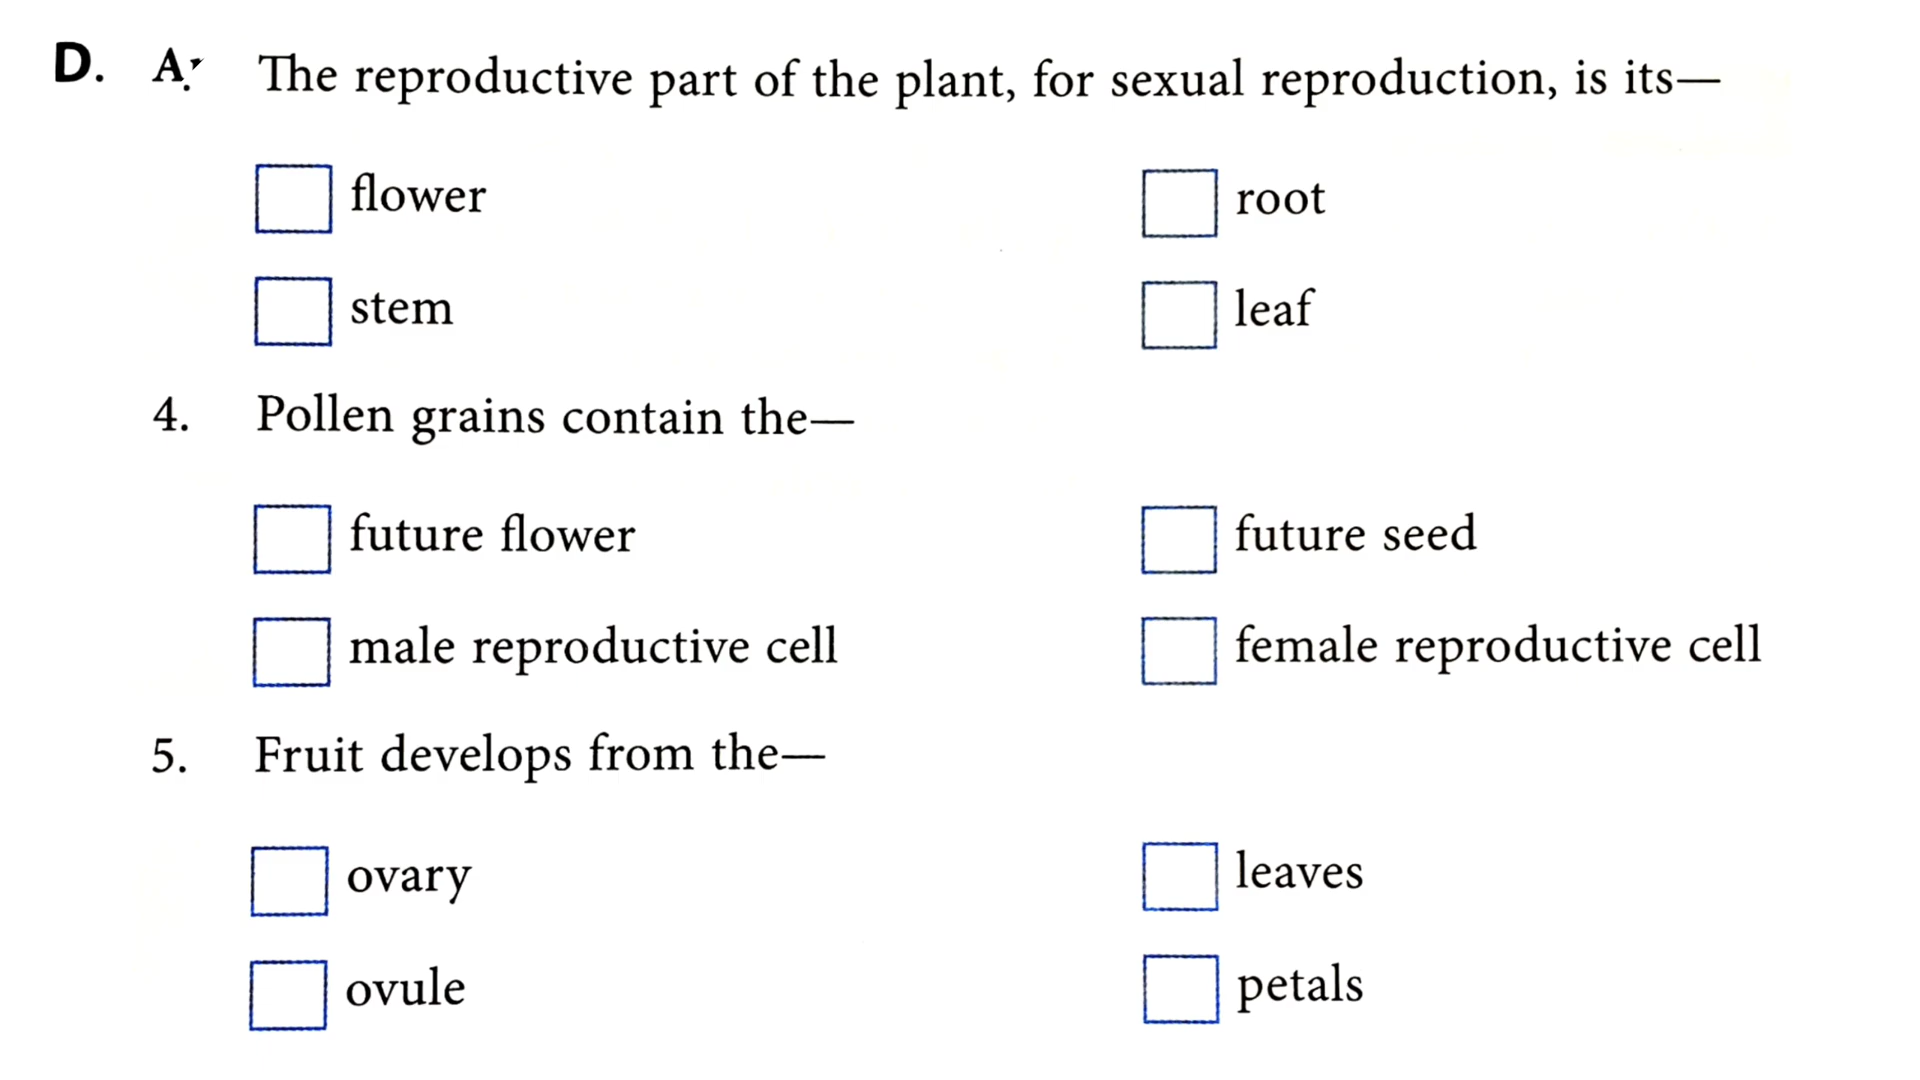 D. A. The reproductive part of the plant, for sexual reproduction, is its—
flower root
stem leaf
4. Pollen grains contain the—
future flower future seed
male reproductive cell female reproductive cell
5. Fruit develops from the—
ovary leaves
ovule petals